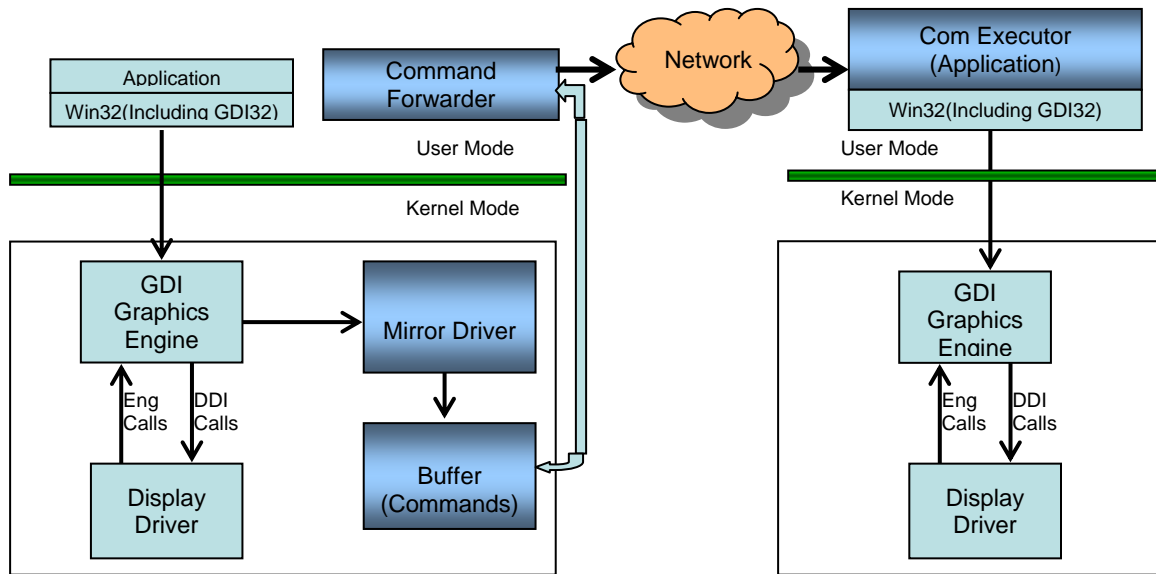 Application
Win32(Including GDI32)
Command
Forwarder
Network
Com Executor
(Application)
Win32(Including GDI32)
User Mode
Kernel Mode
User Mode
Kernel Mode
GDI
Graphics
Engine
Mirror Driver
Eng
Calls
DDI
Calls
Display
Driver
Buffer
(Commands)
GDI
Graphics
Engine
Eng
Calls
DDI
Calls
Display
Driver